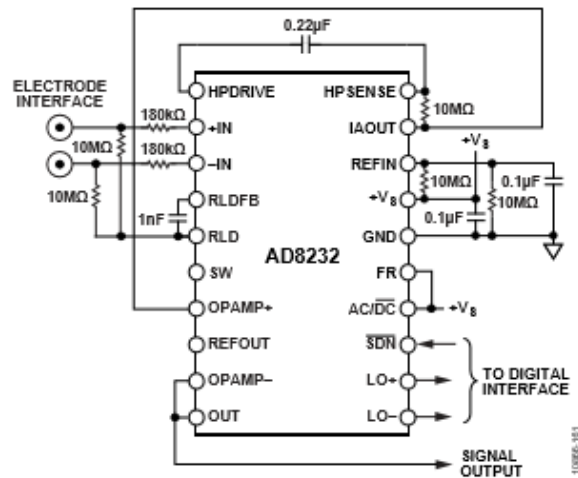 0.22µF
ELECTRODE
INTERFACE
180kΩ
180kΩ
10MΩ
10MΩ
1nF
HPDRIVE
+IN
–IN
RLDFB
RLD
SW
OPAMP+
REFOUT
OPAMP–
OUT
AD8232
HPSENSE
IAOUT
REFIN
+VS
GND
FR
AC/DC
SDN
LO+
LO–
10MΩ
+VS
10MΩ
0.1µF
10MΩ
0.1µF
+VS
TO DIGITAL
INTERFACE
SIGNAL
OUTPUT